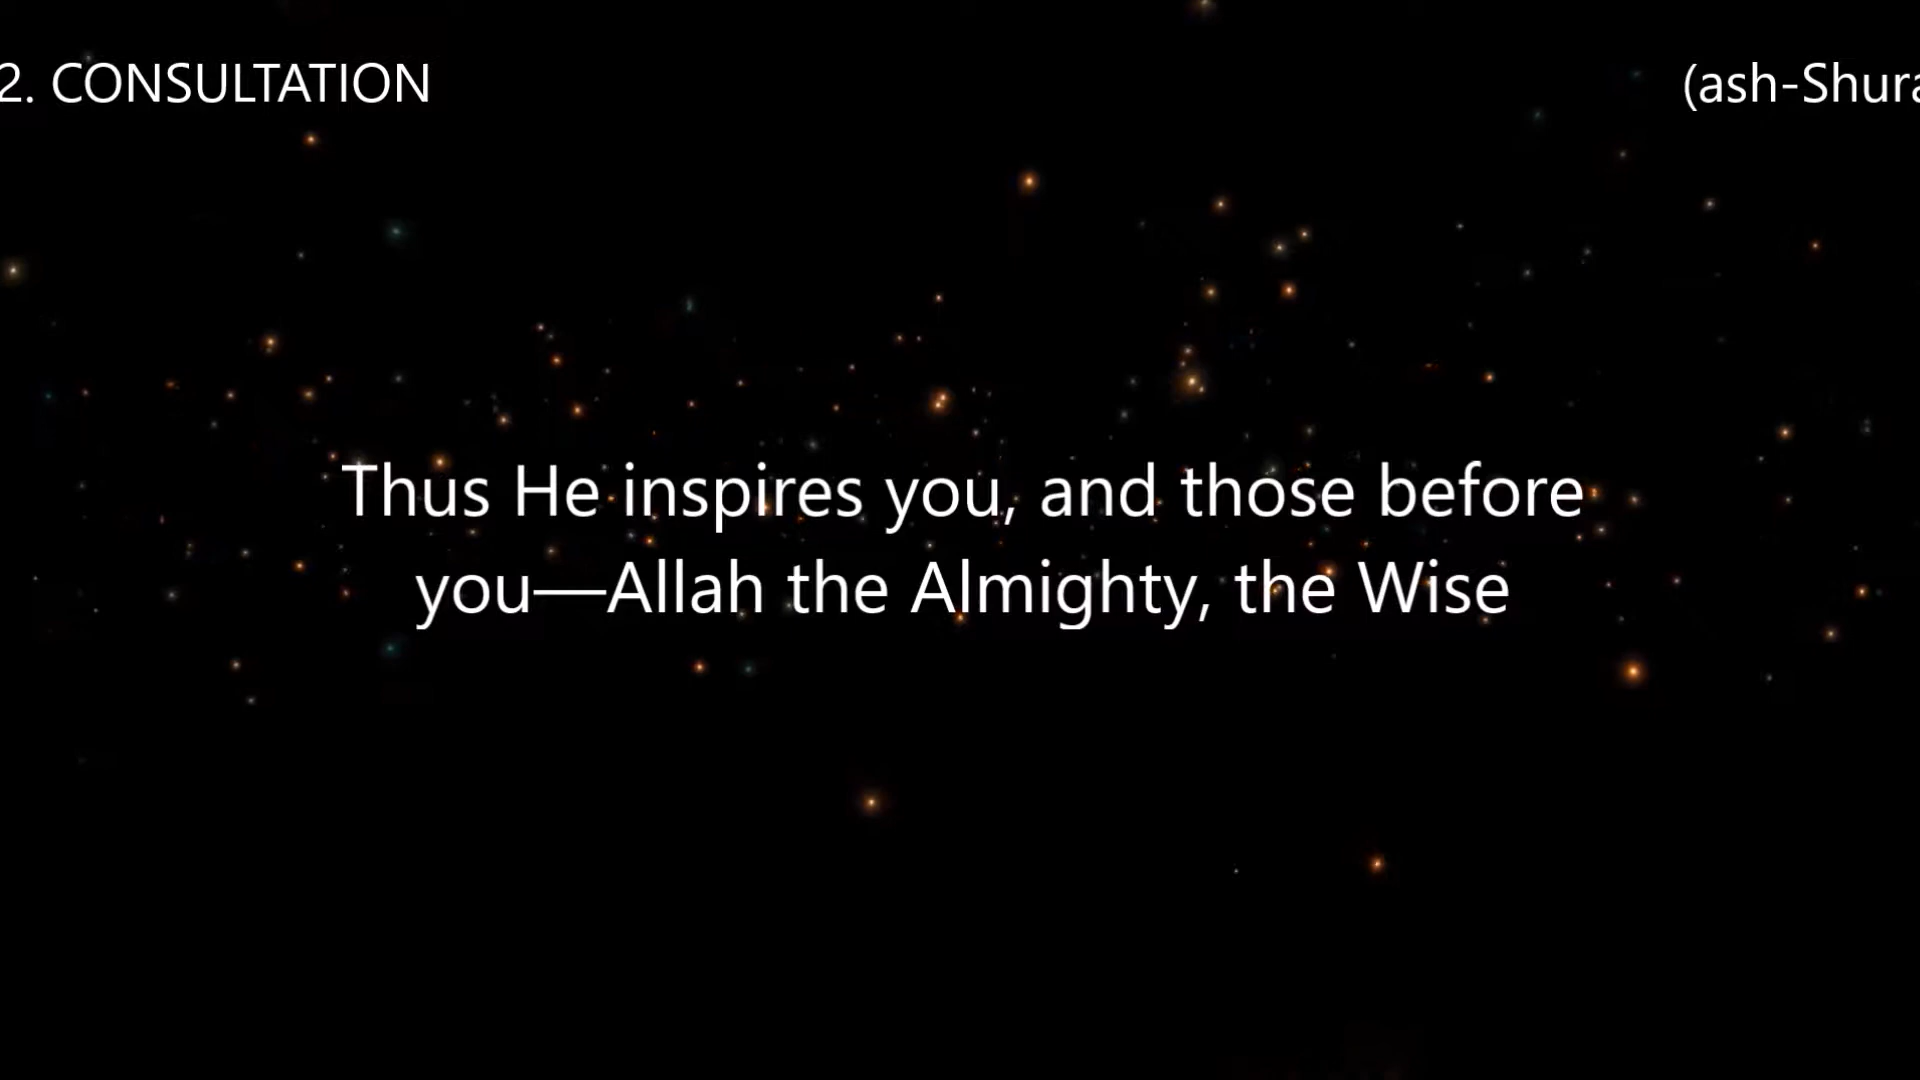 2. CONSULTATION (ash-Shura
Thus He inspires you, and those before
you—Allah the Almighty, the Wise